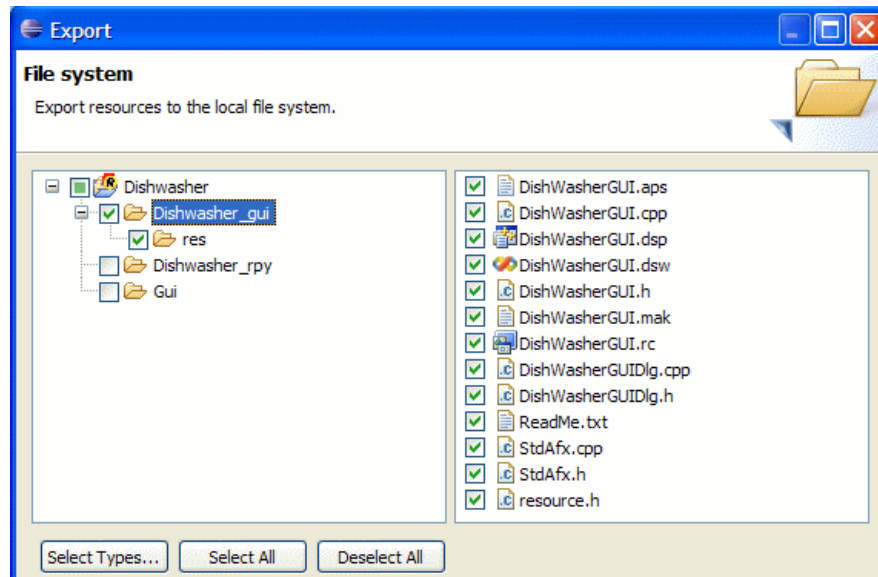 Export
File system
Export resources to the local file system.
Dishwasher
Dishwasher_gui
res
Dishwasher_rpy
Gui
DishWasherGUI.aps
DishWasherGUI.cpp
DishWasherGUI.dsp
DishWasherGUI.dsw
DishWasherGUI.h
DishWasherGUI.mak
DishWasherGUI.rc
DishWasherGUIDlg.cpp
DishWasherGUIDlg.h
ReadMe.txt
StdAfx.cpp
StdAfx.h
resource.h
Select Types... Select All Deselect All